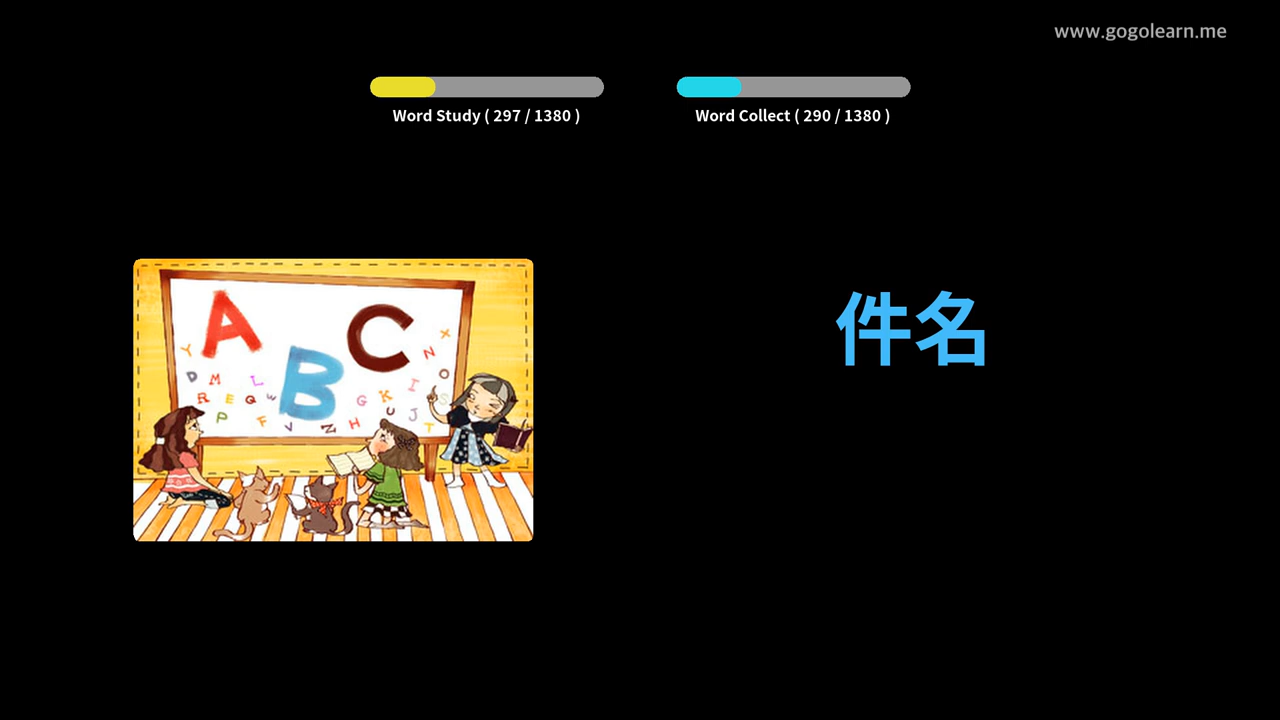 www.gogolearn.me
Word Study ( 297 / 1380 )
Word Collect ( 290 / 1380 )
件名
A
B
C
X
Y
N
D M L I O
R E Q W G K S
P F V Z H U J T